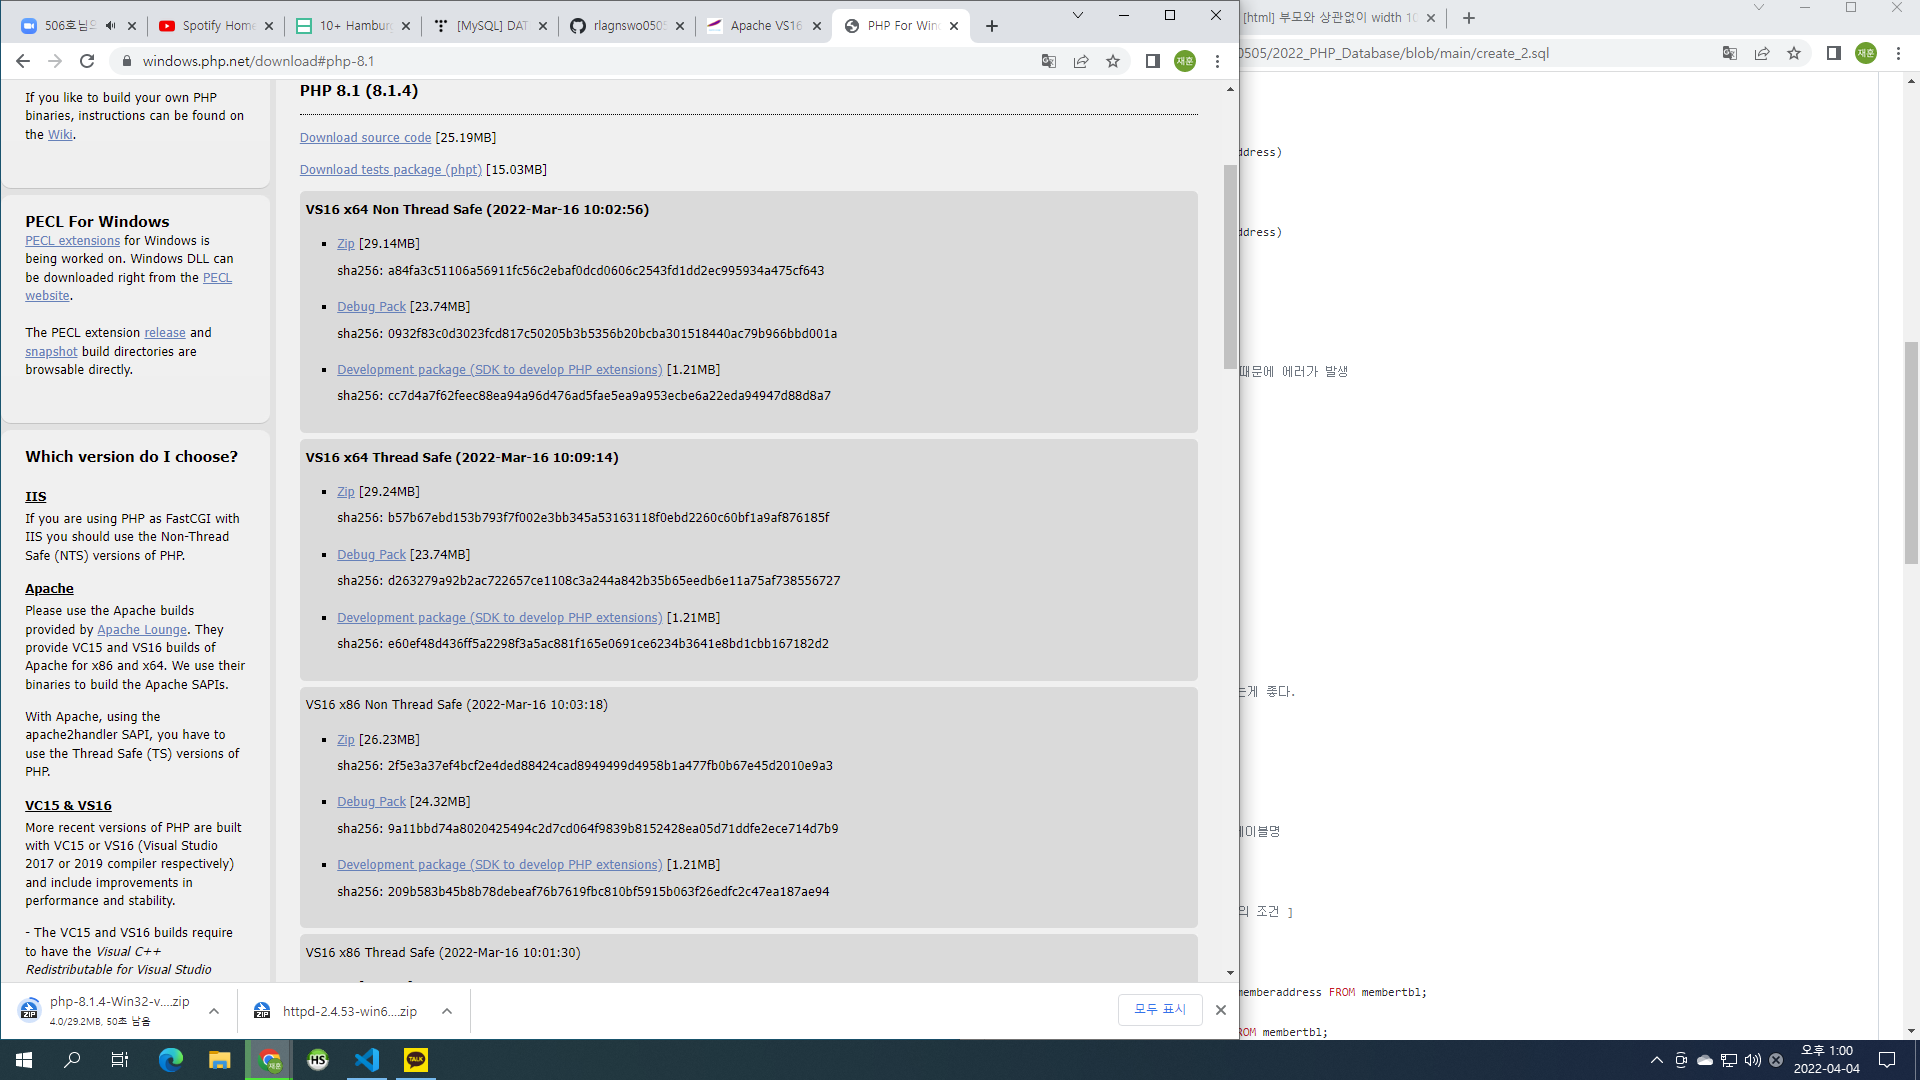 506호님의
Spotify Home
10+ Hamburg
[MySQL] DAT
rlagnswo0505
Apache VS16
PHP For Wind
[html] 부모와 상관없이 width 10
windows.php.net/download#php-8.1
재훈
0505/2022_PHP_Database/blob/main/create_2.sql
재훈
If you like to build your own PHP
binaries, instructions can be found on
the Wiki.
PECL For Windows
PECL extensions for Windows is
being worked on. Windows DLL can
be downloaded right from the PECL
website.
The PECL extension release and
snapshot build directories are
browsable directly.
Which version do I choose?
IIS
If you are using PHP as FastCGI with
IIS you should use the Non-Thread
Safe (NTS) versions of PHP.
Apache
Please use the Apache builds
provided by Apache Lounge. They
provide VC15 and VS16 builds of
Apache for x86 and x64. We use their
binaries to build the Apache SAPIs.
With Apache, using the
apache2handler SAPI, you have to
use the Thread Safe (TS) versions of
PHP.
VC15 & VS16
More recent versions of PHP are built
with VC15 or VS16 (Visual Studio
2017 or 2019 compiler respectively)
and include improvements in
performance and stability.
- The VC15 and VS16 builds require
to have the Visual C++
Redistributable for Visual Studio
PHP 8.1 (8.1.4)
Download source code [25.19MB]
Download tests package (phpt) [15.03MB]
VS16 x64 Non Thread Safe (2022-Mar-16 10:02:56)
Zip [29.14MB]
sha256: a84fa3c51106a56911fc56c2ebaf0dcd0606c2543fd1dd2ec995934a475cf643
Debug Pack [23.74MB]
sha256: 0932f83c0d3023fcd817c50205b3b5356b20bcba301518440ac79b966bbd001a
Development package (SDK to develop PHP extensions) [1.21MB]
sha256: cc7d4a7f62feec88ea94a96d476ad5fae5ea9a953ecbe6a22eda94947d88d8a7
VS16 x64 Thread Safe (2022-Mar-16 10:09:14)
Zip [29.24MB]
sha256: b57b67ebd153b793f7f002e3bb345a53163118f0ebd2260c60bf1a9af876185f
Debug Pack [23.74MB]
sha256: d263279a92b2ac722657ce1108c3a244a842b35b65eedb6e11a75af738556727
Development package (SDK to develop PHP extensions) [1.21MB]
sha256: e60ef48d436ff5a2298f3a5ac881f165e0691ce6234b3641e8bd1cbb167182d2
VS16 x86 Non Thread Safe (2022-Mar-16 10:03:18)
Zip [26.23MB]
sha256: 2f5e3a37ef4bcf2e4ded88424cad8949499d4958b1a477fb0b67e45d2010e9a3
Debug Pack [24.32MB]
sha256: 9a11bbd74a8020425494c2d7cd064f9839b8152428ea05d71ddfe2ece714d7b9
Development package (SDK to develop PHP extensions) [1.21MB]
sha256: 209b583b45b8b78debeaf76b7619fbc810bf5915b063f26edfc2c47ea187ae94
VS16 x86 Thread Safe (2022-Mar-16 10:01:30)
ddress)
ddress)
때문에 에러가 발생
는게 좋다.
테이블명
의 조건 ]
memberaddress FROM membertbl;
ROM membertbl;
ZIP
php-8.1.4-Win32-v....zip
4.0/29.2MB, 50초 남음
ZIP
httpd-2.4.53-win6....zip
모두 표시
재훈
HS
TALK
오후 1:00
2022-04-04